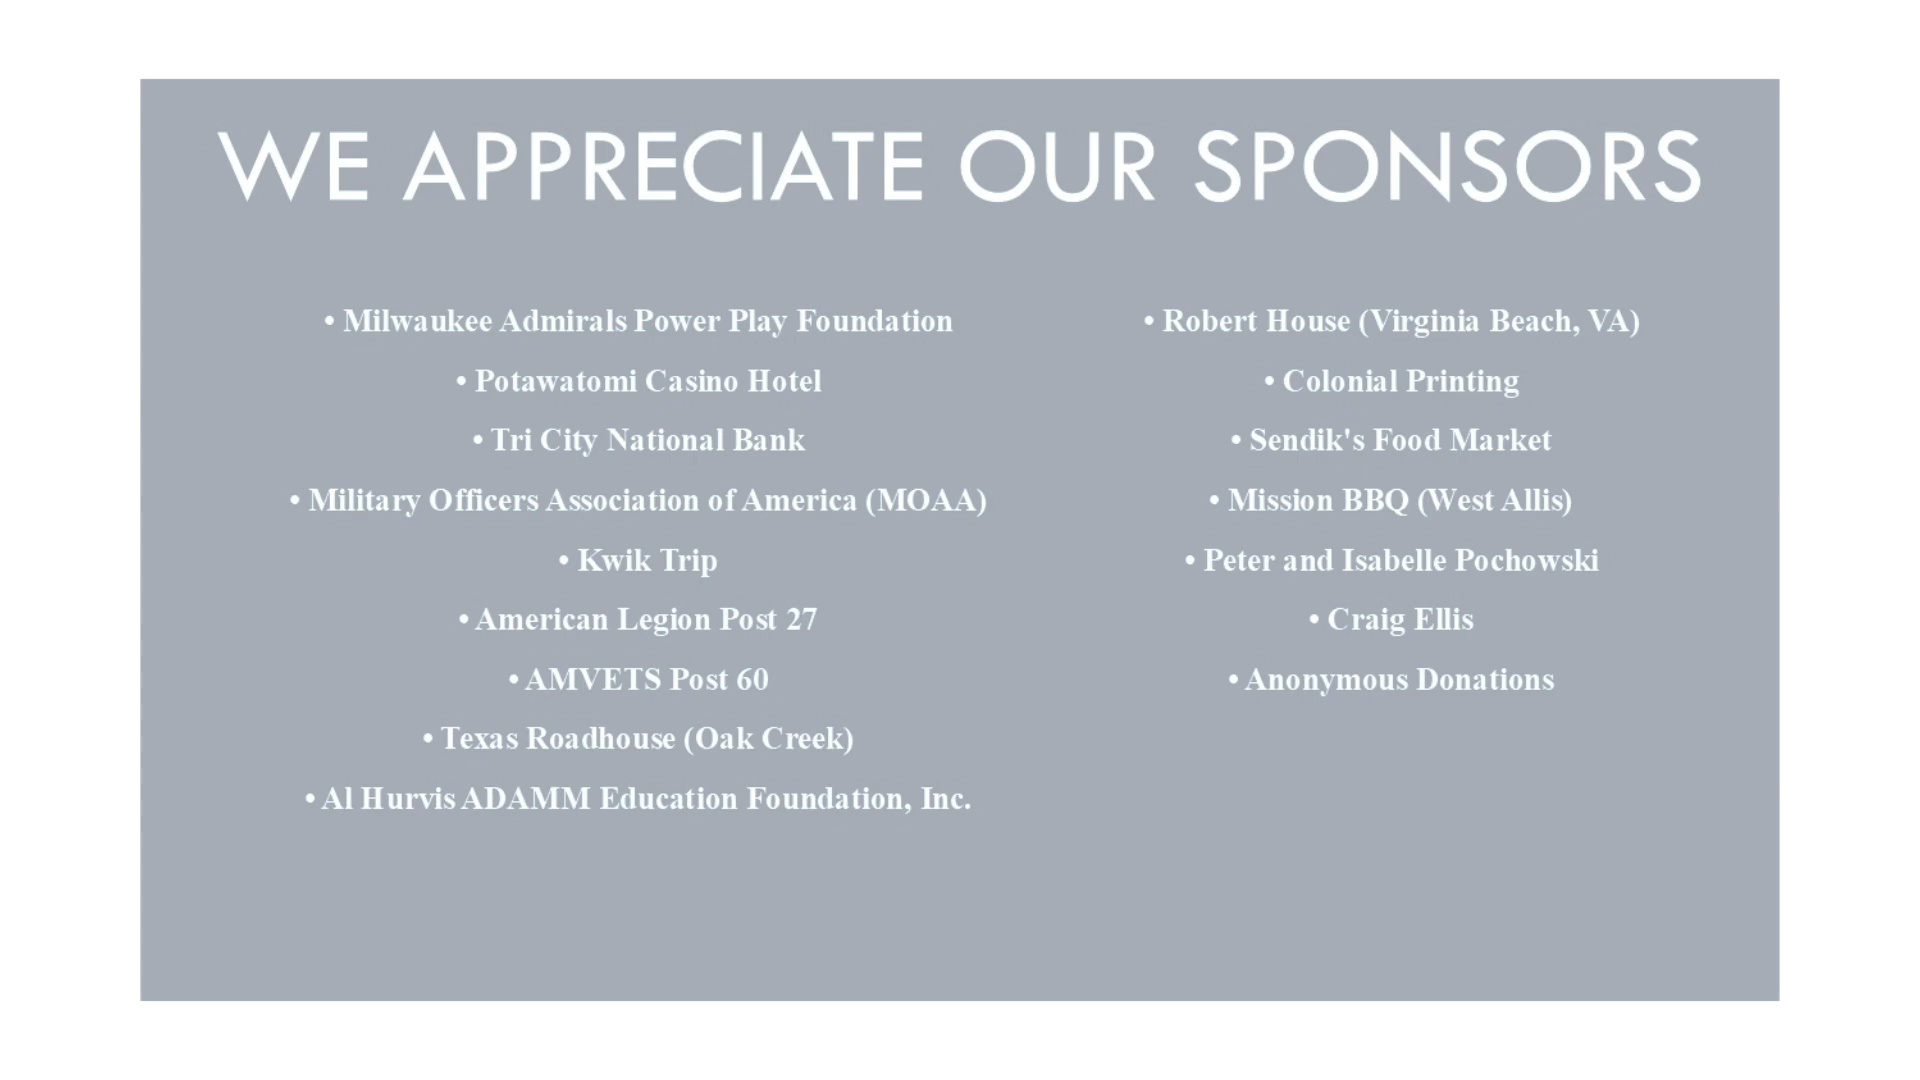 WE APPRECIATE OUR SPONSORS
• Milwaukee Admirals Power Play Foundation
• Potawatomi Casino Hotel
• Tri City National Bank
• Military Officers Association of America (MOAA)
• Kwik Trip
• American Legion Post 27
• AMVETS Post 60
• Texas Roadhouse (Oak Creek)
• Al Hurvis ADAMM Education Foundation, Inc.
• Robert House (Virginia Beach, VA)
• Colonial Printing
• Sendik's Food Market
• Mission BBQ (West Allis)
• Peter and Isabelle Pochowski
• Craig Ellis
• Anonymous Donations